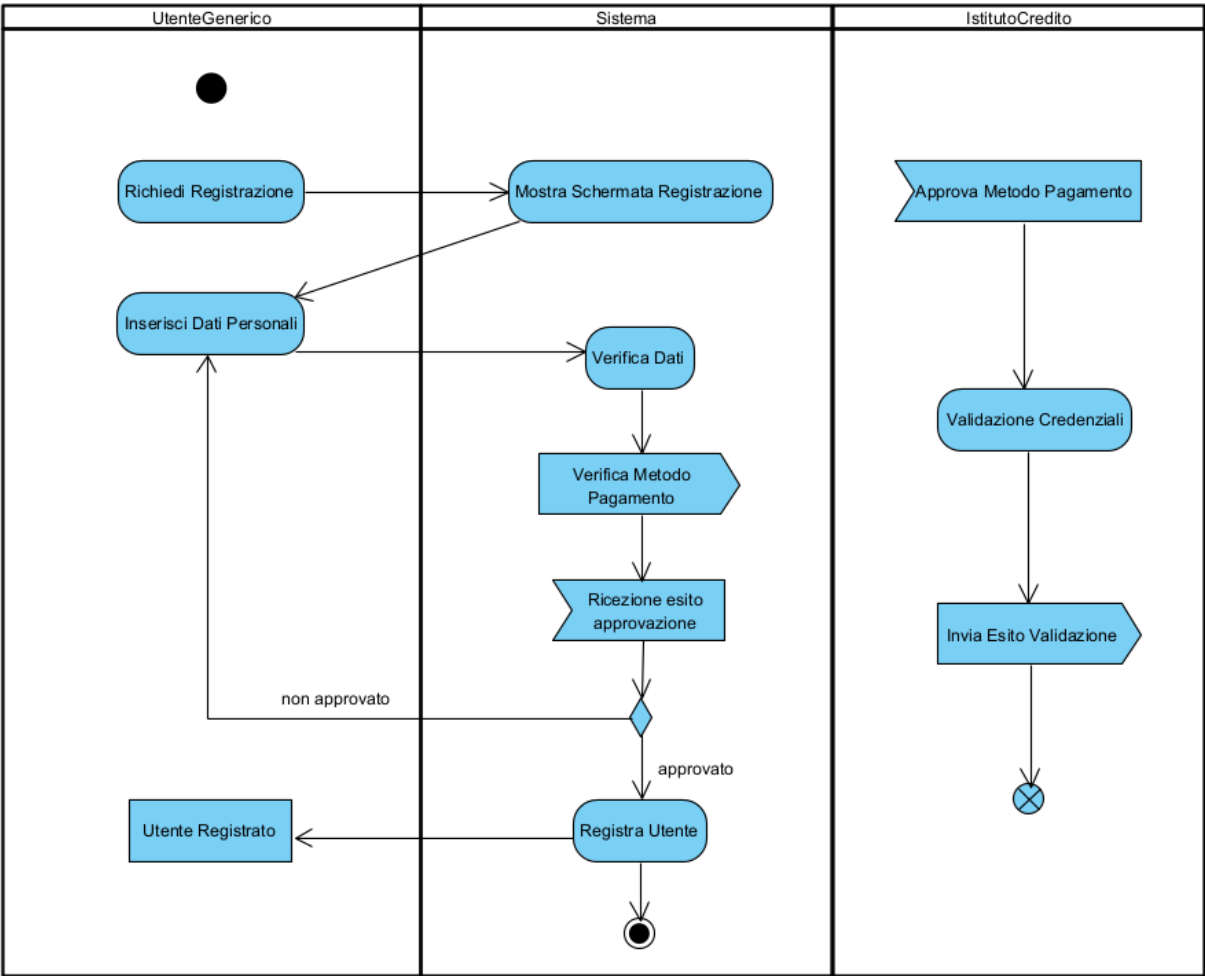 UtenteGenerico
Sistema
IstitutoCredito
Richiedi Registrazione
Mostra Schermata Registrazione
Approva Metodo Pagamento
Inserisci Dati Personali
Verifica Dati
Validazione Credenziali
Verifica Metodo
Pagamento
Ricezione esito
approvazione
Invia Esito Validazione
non approvato
approvato
Utente Registrato
Registra Utente